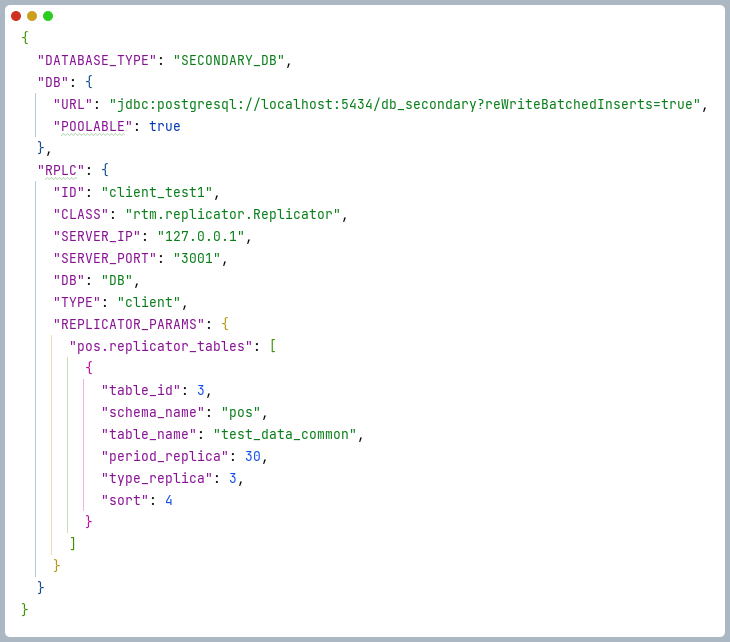 {
  "DATABASE_TYPE": "SECONDARY_DB",
  "DB": {
    "URL": "jdbc:postgresql://localhost:5434/db_secondary?reWriteBatchedInserts=true",
    "POOLABLE": true
  },
  "RPLC": {
    "ID": "client_test1",
    "CLASS": "rtm.replicator.Replicator",
    "SERVER_IP": "127.0.0.1",
    "SERVER_PORT": "3001",
    "DB": "DB",
    "TYPE": "client",
    "REPLICATOR_PARAMS": {
      "pos.replicator_tables": [
        {
          "table_id": 3,
          "schema_name": "pos",
          "table_name": "test_data_common",
          "period_replica": 30,
          "type_replica": 3,
          "sort": 4
        }
      ]
    }
  }
}